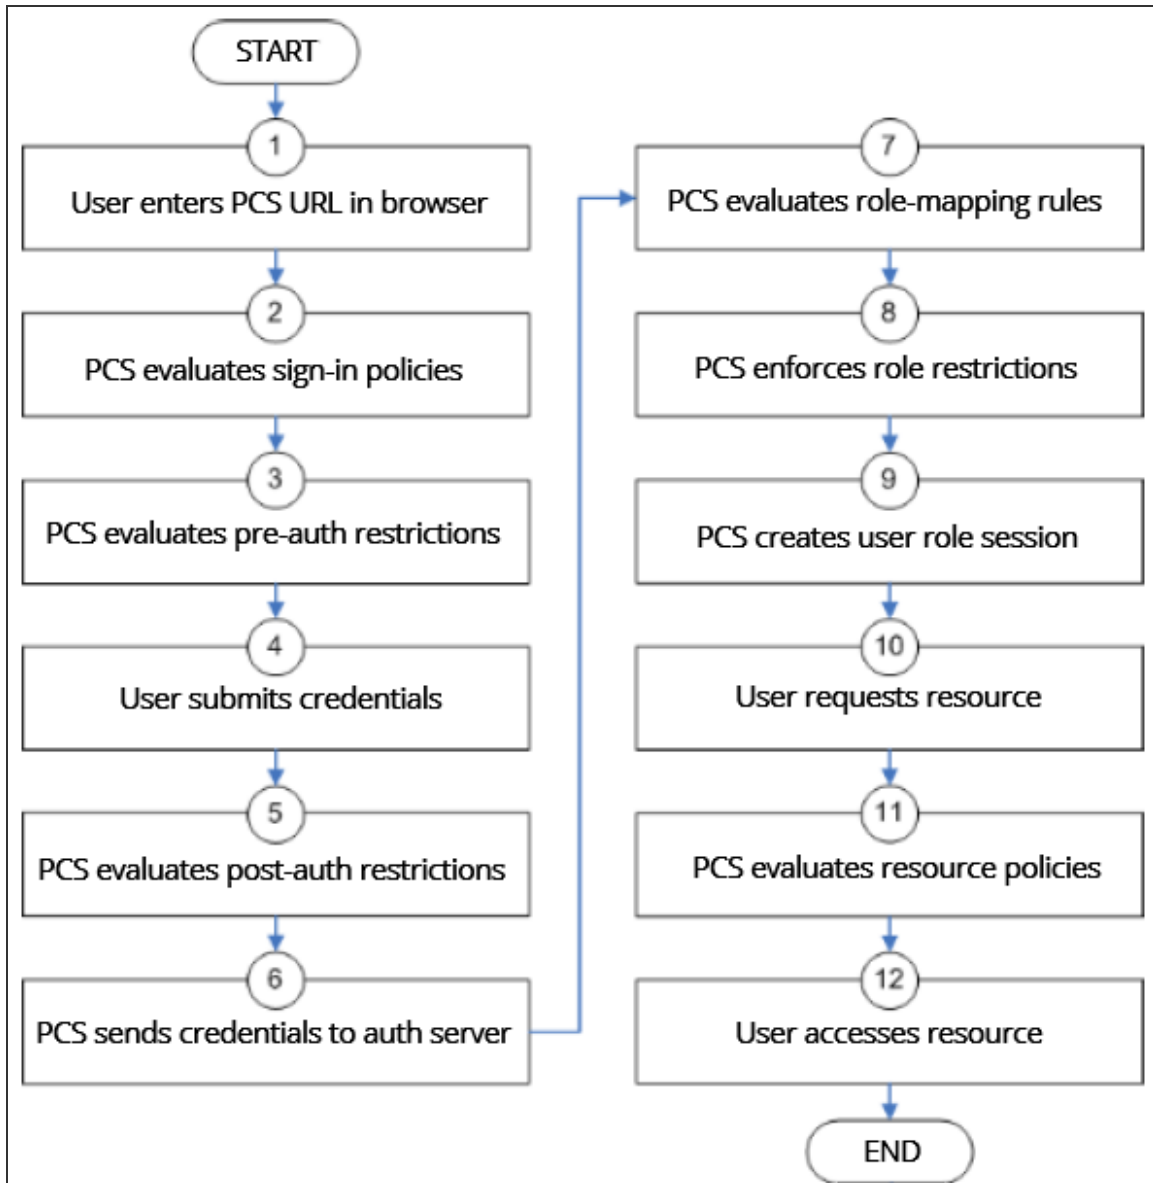 START
1
User enters PCS URL in browser
2
PCS evaluates sign-in policies
3
PCS evaluates pre-auth restrictions
4
User submits credentials
5
PCS evaluates post-auth restrictions
6
PCS sends credentials to auth server
7
PCS evaluates role-mapping rules
8
PCS enforces role restrictions
9
PCS creates user role session
10
User requests resource
11
PCS evaluates resource policies
12
User accesses resource
END